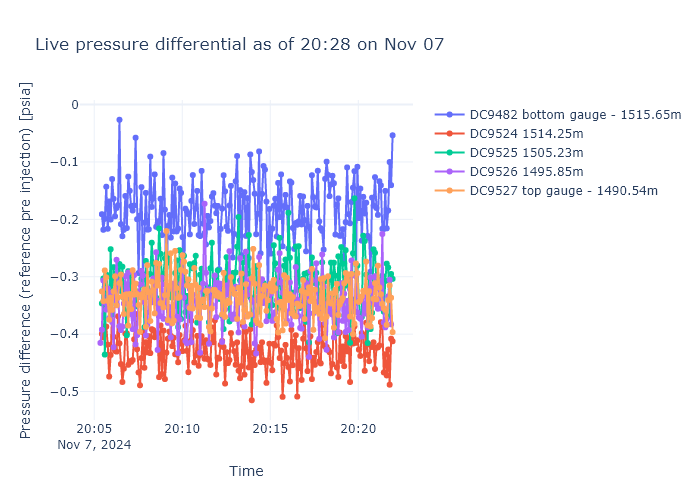 Live pressure differential as of 20:28 on Nov 07
Pressure difference (reference pre injection) [psia]
0
−0.1
−0.2
−0.3
−0.4
−0.5
20:05
Nov 7, 2024
20:10
20:15
20:20
Time
DC9482 bottom gauge - 1515.65m
DC9524 1514.25m
DC9525 1505.23m
DC9526 1495.85m
DC9527 top gauge - 1490.54m